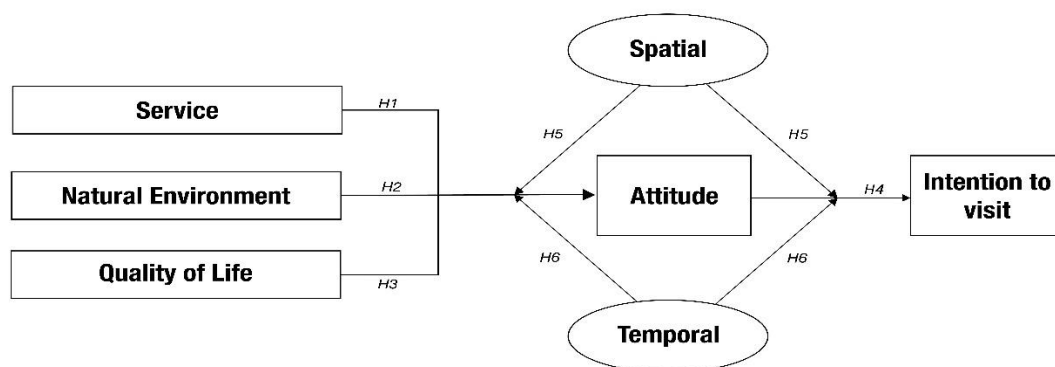 Spatial
Service
H1
H5
H5
Natural Environment
H2
Attitude
H4
Intention to
visit
Quality of Life
H3
H6
H6
Temporal